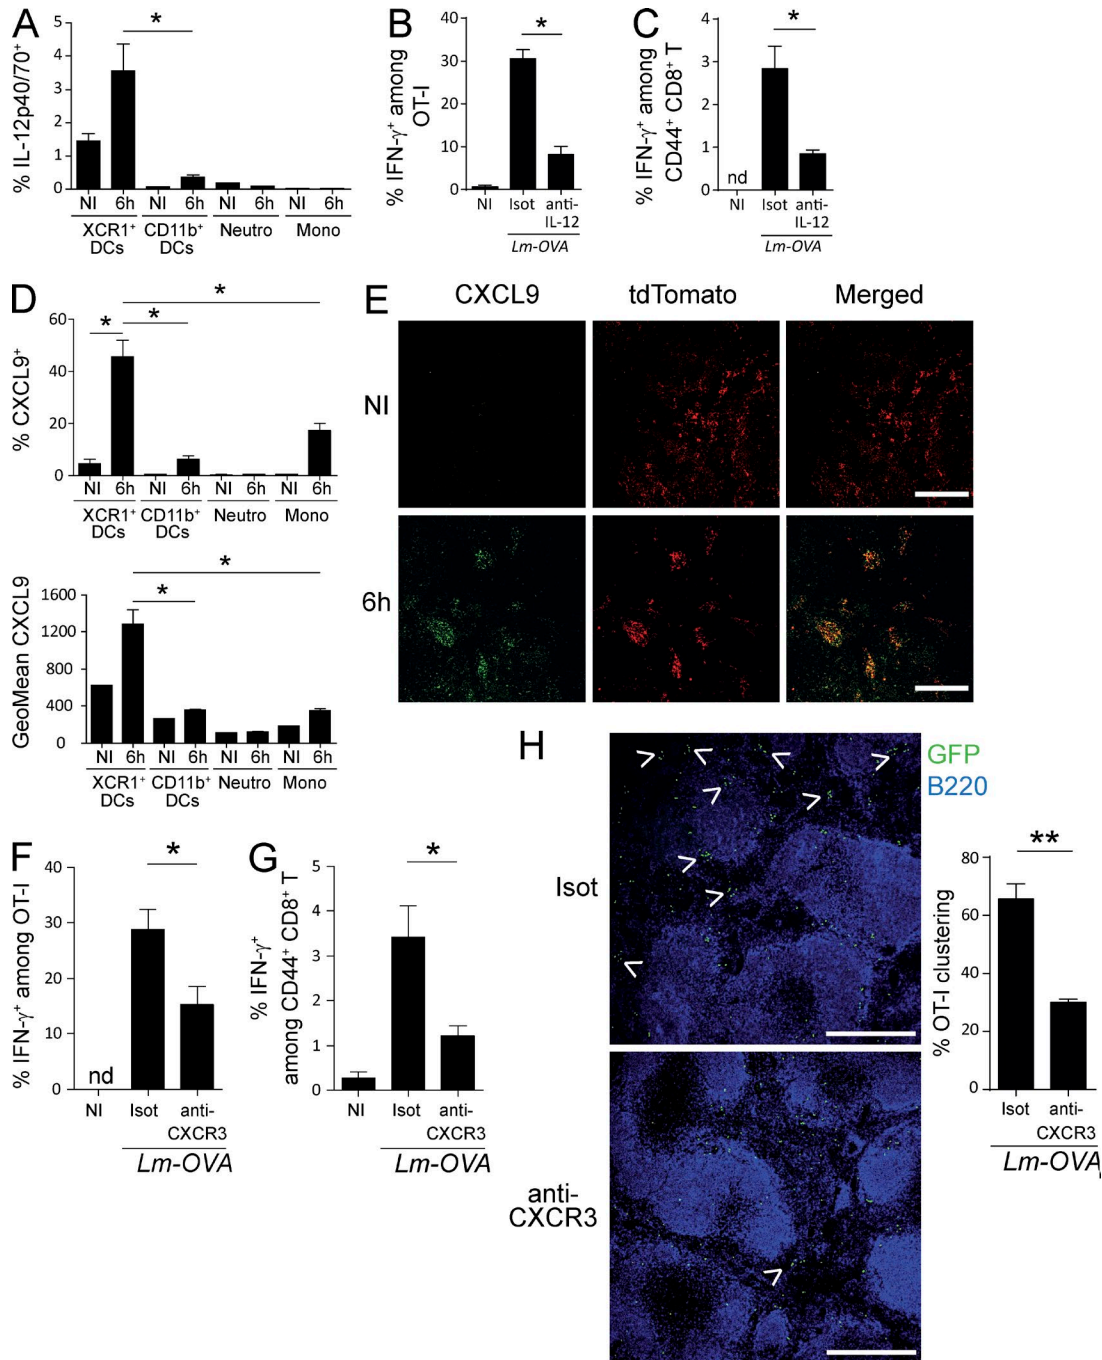 A
% IL-12p40/70+
5
4
3
2
1
0
*
NI 6h NI 6h NI 6h NI 6h
XCR1+ DCs
CD11b+ DCs
Neutro
Mono
B
% IFN-γ+ among
OT-I
40
30
20
10
0
*
NI Isot anti-
IL-12
Lm-OVA
C
% IFN-γ+ among
CD44+ CD8+ T
8
6
4
2
0
nd
*
NI Isot anti-
IL-12
Lm-OVA
D
% CXCL9+
60
40
20
0
*
* *
NI 6h NI 6h NI 6h NI 6h
XCR1+ DCs
CD11b+ DCs
Neutro
Mono
GeoMean CXCL9
1600
1200
800
400
0
*
*
NI 6h NI 6h NI 6h NI 6h
XCR1+ DCs
CD11b+ DCs
Neutro
Mono
E
CXCL9 tdTomato Merged
NI
6h
F
% IFN-γ+ among OT-I
40
30
20
10
0
nd
*
NI Isot anti-
CXCR3
Lm-OVA
G
% IFN-γ+
among CD44+ CD8+ T
5
4
3
2
1
0
*
NI Isot anti-
CXCR3
Lm-OVA
H
Isot
anti-
CXCR3
GFP
B220
% OT-I clustering
80
60
40
20
0
**
Isot anti-
CXCR3
Lm-OVA